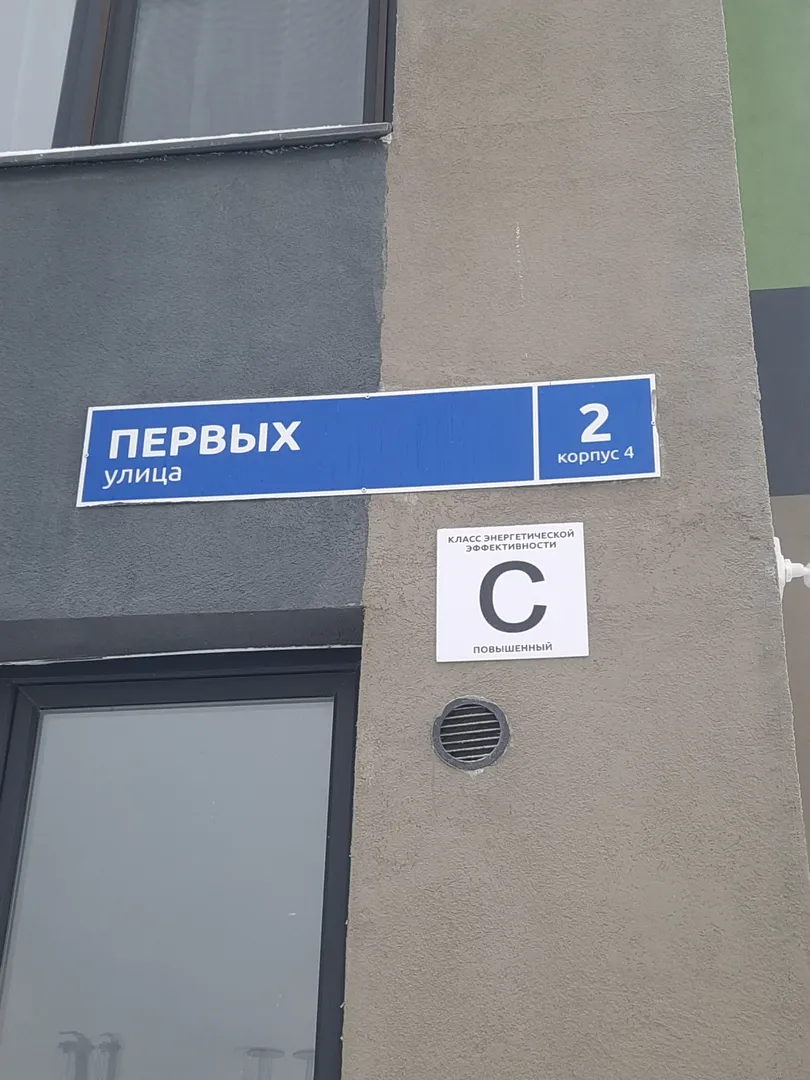 ПЕРВЫХ
улица
2
корпус 4
КЛАСС ЭНЕРГЕТИЧЕСКОЙ
ЭФФЕКТИВНОСТИ
С
ПОВЫШЕННЫЙ